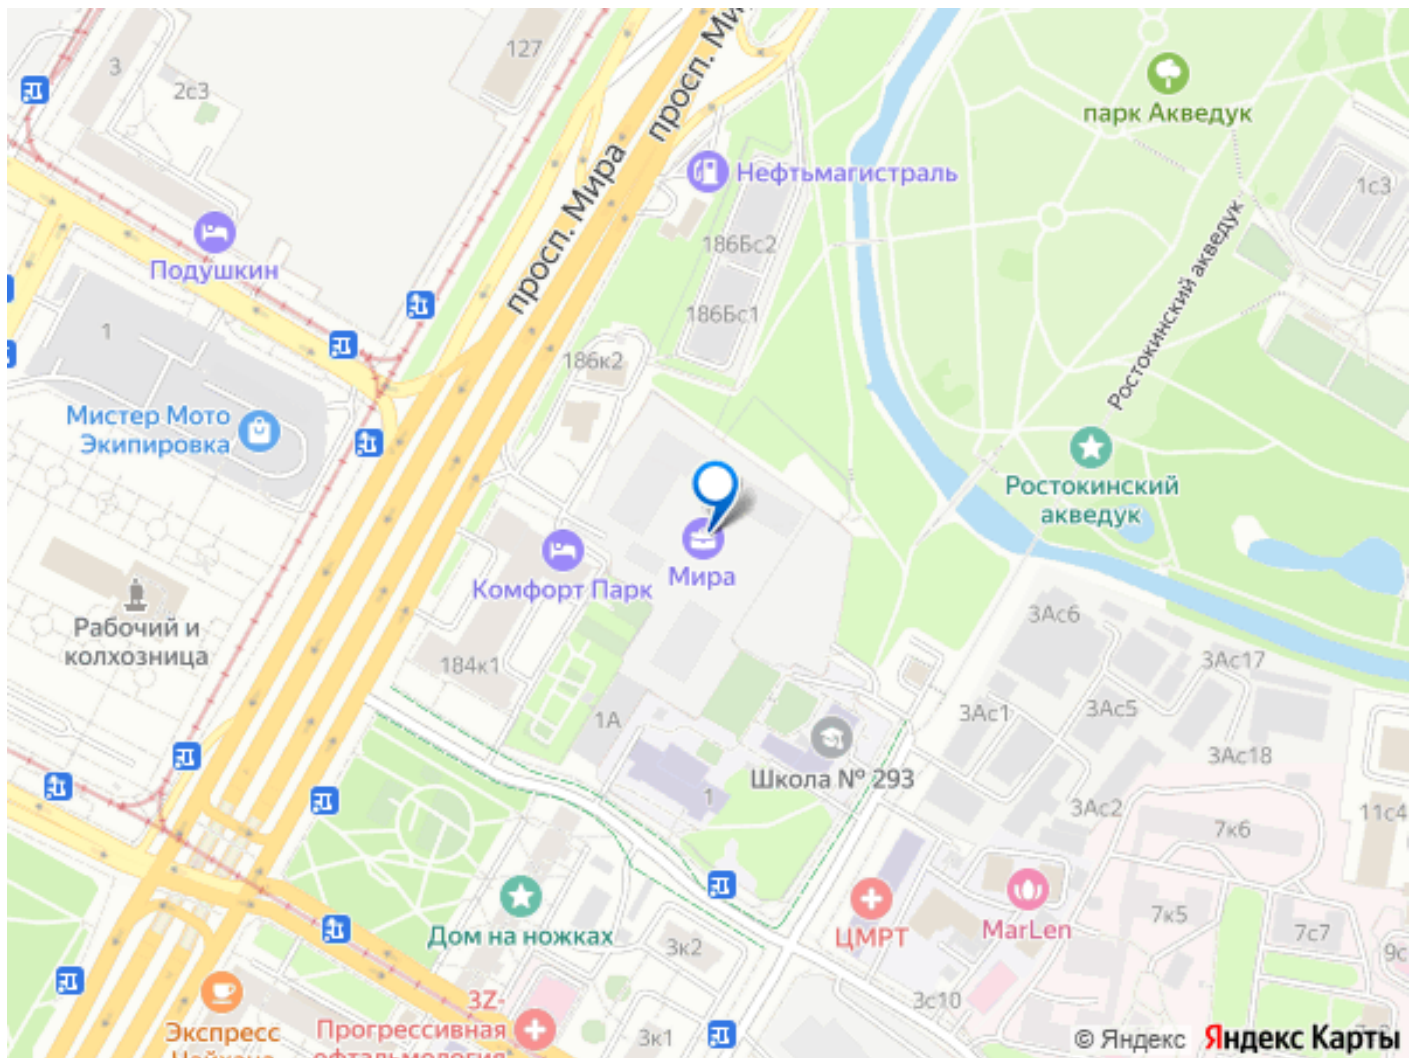 127
просп. Мира
просп. Ми
3
2с3
парк Акведук
Нефтьмагистраль
1с3
186Бс2
Подушкин
186Бс1
Ростокинский акведук
1
186к2
Мистер Мото
Экипировка
Ростокинский
акведук
Мира
Комфорт Парк
Рабочий и
колхозница
3Ас6
184к1
3Ас17
1А
3Ас1
3Ас5
3Ас18
Школа № 293
1
3Ас2
7к6
11с4
MarLen
ЦМРТ
7к5
7с7
Дом на ножках
3к2
9с
3с10
3Z-
Прогрессивная
офтальмология
Экспресс
3к1
© Яндекс
Яндекс Карты